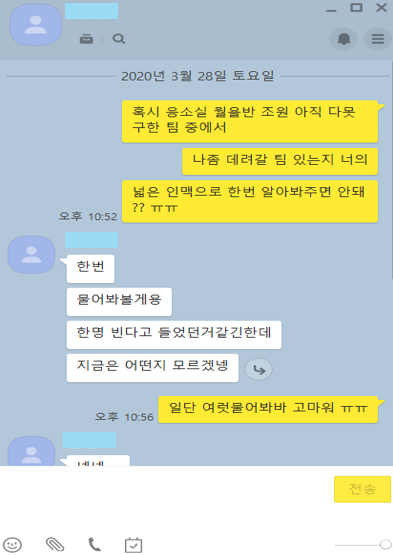 2020년 3월 28일 토요일
혹시 응소실 월욜반 조원 아직 다못
구한 팀 중에서
나좀 데려갈 팀 있는지 너의
넓은 인맥으로 한번 알아봐주면 안돼
?? ㅠㅠ
오후 10:52
한번
물어봐볼게용
한명 빈다고 들었던거같긴한데
지금은 어떤지 모르겠넹
일단 여럿물어봐바 고마워 ㅠㅠ
오후 10:56
전송